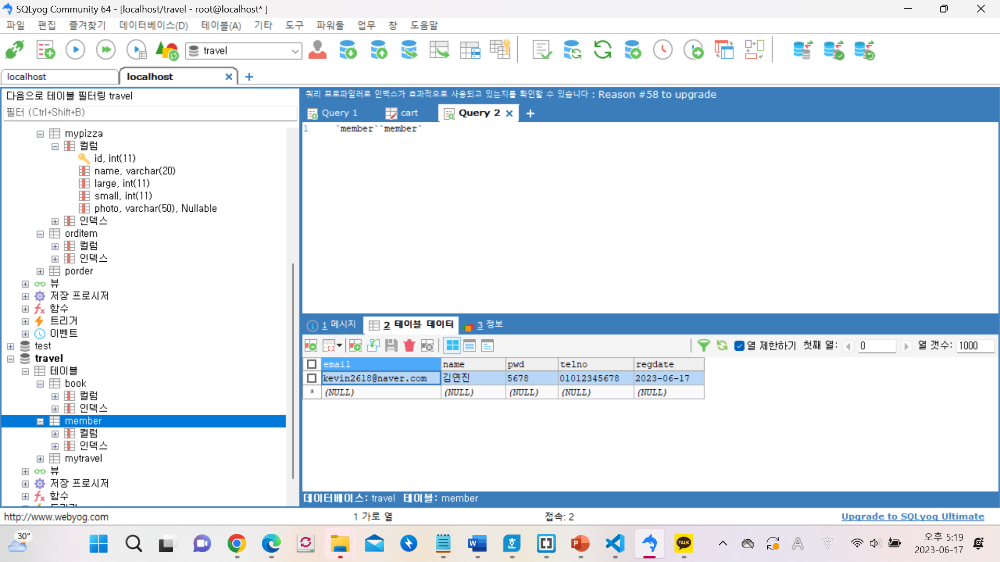 SQLyog Community 64 - [localhost/travel - root@localhost* ]
파일 편집 즐겨찾기 데이터베이스(D) 테이블(A) 기타 도구 파워툴 업무 창 도움말
travel
localhost
localhost
다음으로 테이블 필터링 travel
필터 (Ctrl+Shift+B)
mypizza
컬럼
id, int(11)
name, varchar(20)
large, int(11)
small, int(11)
photo, varchar(50), Nullable
인덱스
orditem
컬럼
인덱스
porder
뷰
저장 프로시저
함수
트리거
이벤트
test
travel
테이블
book
컬럼
인덱스
member
컬럼
인덱스
mytravel
뷰
저장 프로시저
함수
쿼리 프로파일러로 인덱스가 효과적으로 사용되고 있는지를 확인할 수 있습니다 : Reason #58 to upgrade
Query 1 cart Query 2
1 `member``member`
1 메시지 2 테이블 데이터 3 정보
열 제한하기 첫째 열: 0 열 갯수: 1000
email name pwd telno regdate
kevin2618@naver.com 김연진 5678 01012345678 2023-06-17
* (NULL) (NULL) (NULL) (NULL) (NULL)
데이터베이스: travel 테이블: member
http://www.webyog.com 1 가로 열 접속: 2 Upgrade to SQLyog Ultimate
30°
TALK
오후 5:19
2023-06-17